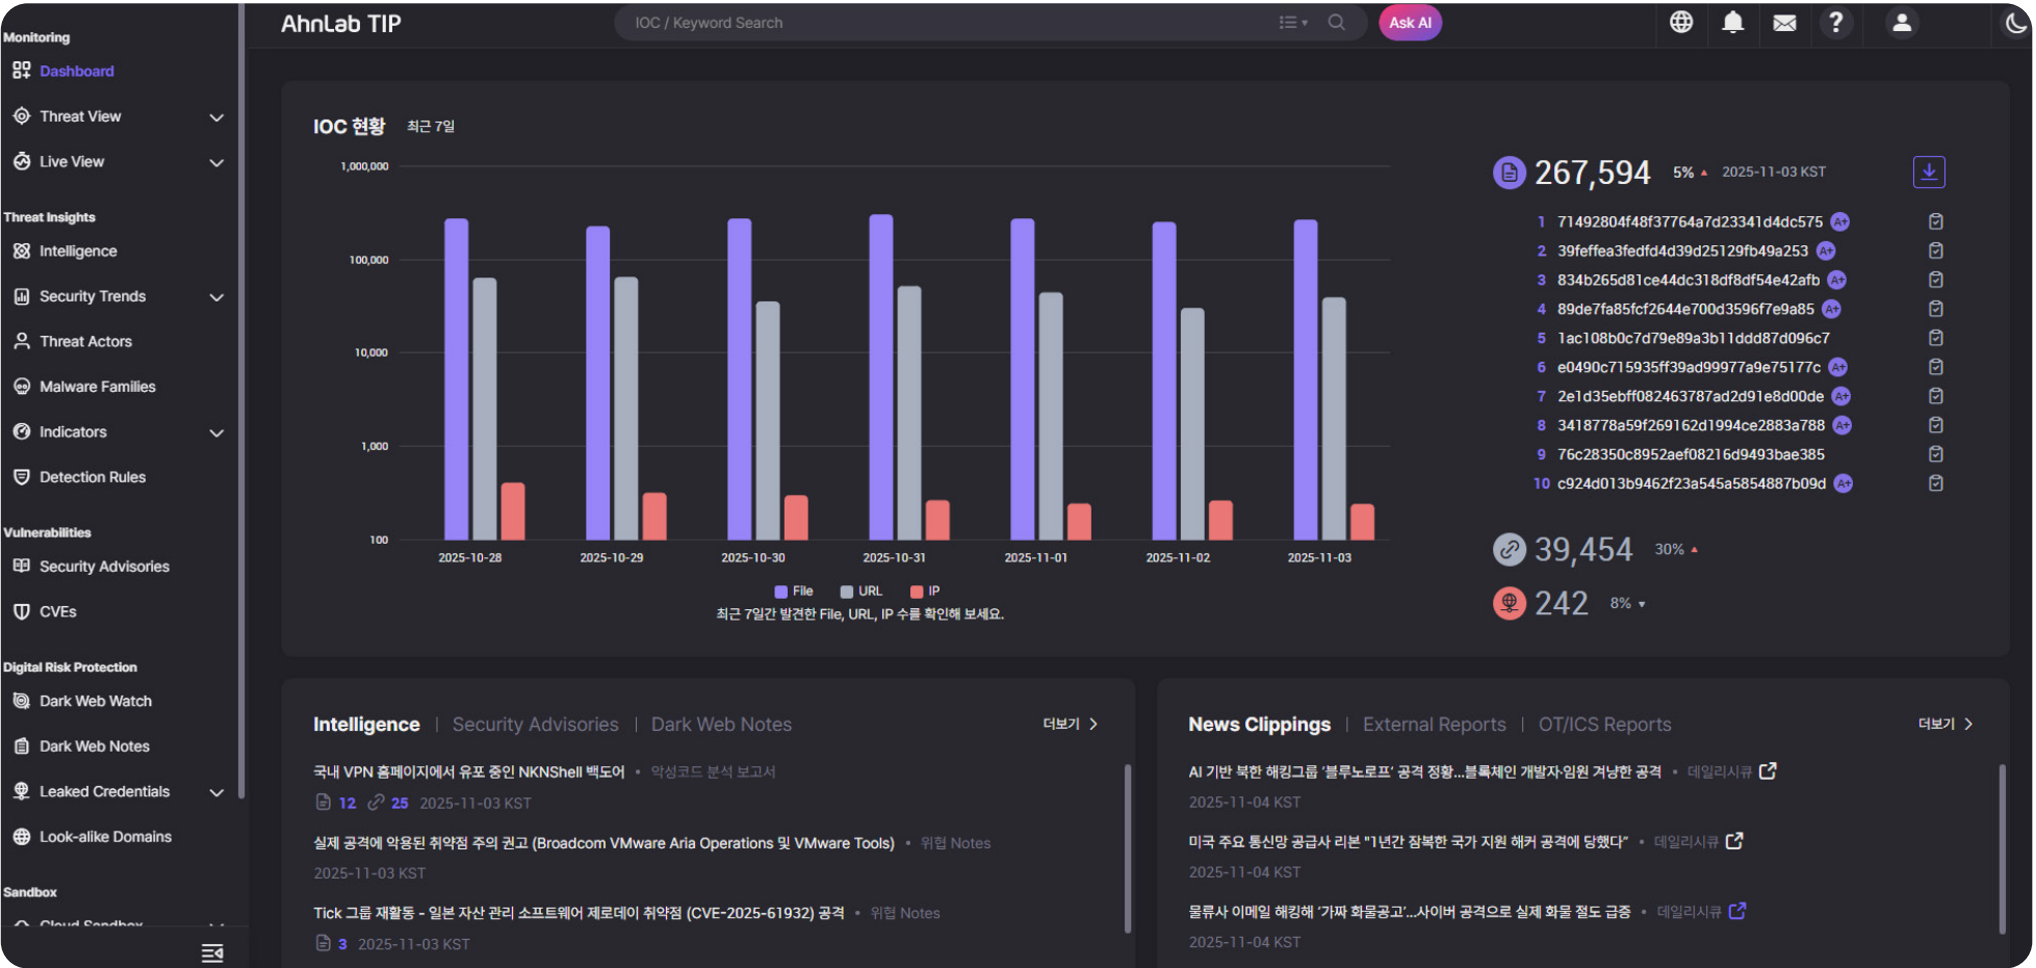 Monitoring
Dashboard
Threat View
Live View
Threat Insights
Intelligence
Security Trends
Threat Actors
Malware Families
Indicators
Detection Rules
Vulnerabilities
Security Advisories
CVEs
Digital Risk Protection
Dark Web Watch
Dark Web Notes
Leaked Credentials
Look-alike Domains
Sandbox
Cloud Sandbox
AhnLab TIP
IOC / Keyword Search
Ask AI
?
IOC 현황 최근 7일
1,000,000
100,000
10,000
1,000
100
2025-10-28 2025-10-29 2025-10-30 2025-10-31 2025-11-01 2025-11-02 2025-11-03
File URL IP
최근 7일간 발견한 File, URL, IP 수를 확인해 보세요.
267,594 5% ▲ 2025-11-03 KST
1 71492804f48f37764a7d23341d4dc575 A+
2 39feffea3fedfd4d39d25129fb49a253 A+
3 834b265d81ce44dc318df8df54e42afb A+
4 89de7fa85fcf2644e700d3596f7e9a85 A+
5 1ac108b0c7d79e89a3b11ddd87d096c7
6 e0490c715935ff39ad99977a9e75177c A+
7 2e1d35ebff082463787ad2d91e8d00de A+
8 3418778a59f269162d1994ce2883a788 A+
9 76c28350c8952aef08216d9493bae385
10 c924d013b9462f23a545a5854887b09d A+
39,454 30% ▲
242 8% ▼
Intelligence | Security Advisories | Dark Web Notes 더보기
국내 VPN 홈페이지에서 유포 중인 NKNShell 백도어 • 악성코드 분석 보고서
12 25 2025-11-03 KST
실제 공격에 악용된 취약점 주의 권고 (Broadcom VMware Aria Operations 및 VMware Tools) • 위협 Notes
2025-11-03 KST
Tick 그룹 재활동 - 일본 자산 관리 소프트웨어 제로데이 취약점 (CVE-2025-61932) 공격 • 위협 Notes
3 2025-11-03 KST
News Clippings | External Reports | OT/ICS Reports 더보기
AI 기반 북한 해킹그룹 ‘블루노로프’ 공격 정황...블록체인 개발자·임원 겨냥한 공격 • 데일리시큐
2025-11-04 KST
미국 주요 통신망 공급사 리본 "1년간 잠복한 국가 지원 해커 공격에 당했다” • 데일리시큐
2025-11-04 KST
물류사 이메일 해킹해 ‘가짜 화물공고’...사이버 공격으로 실제 화물 절도 급증 • 데일리시큐
2025-11-04 KST